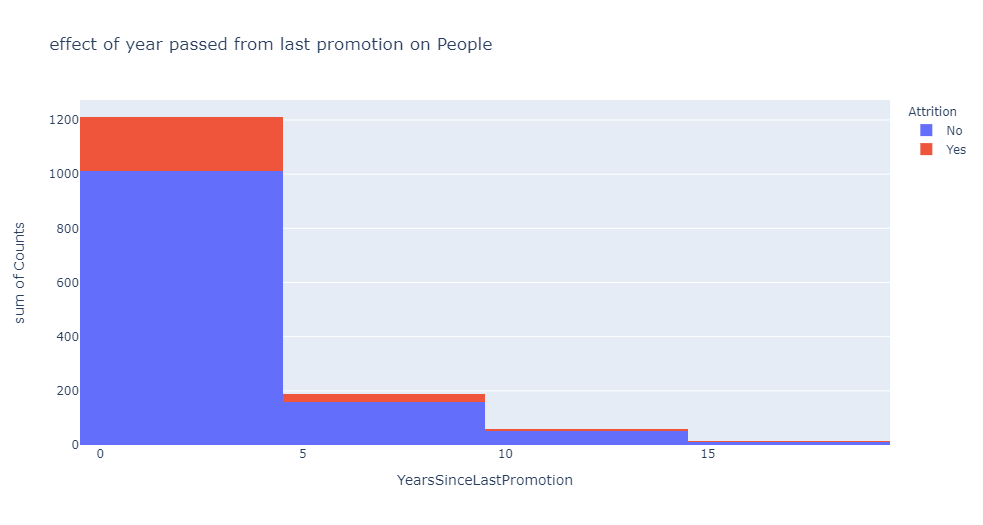 effect of year passed from last promotion on People
Attrition
No
Yes
1200
1000
800
600
400
200
0
sum of Counts
0
5
10
15
YearsSinceLastPromotion